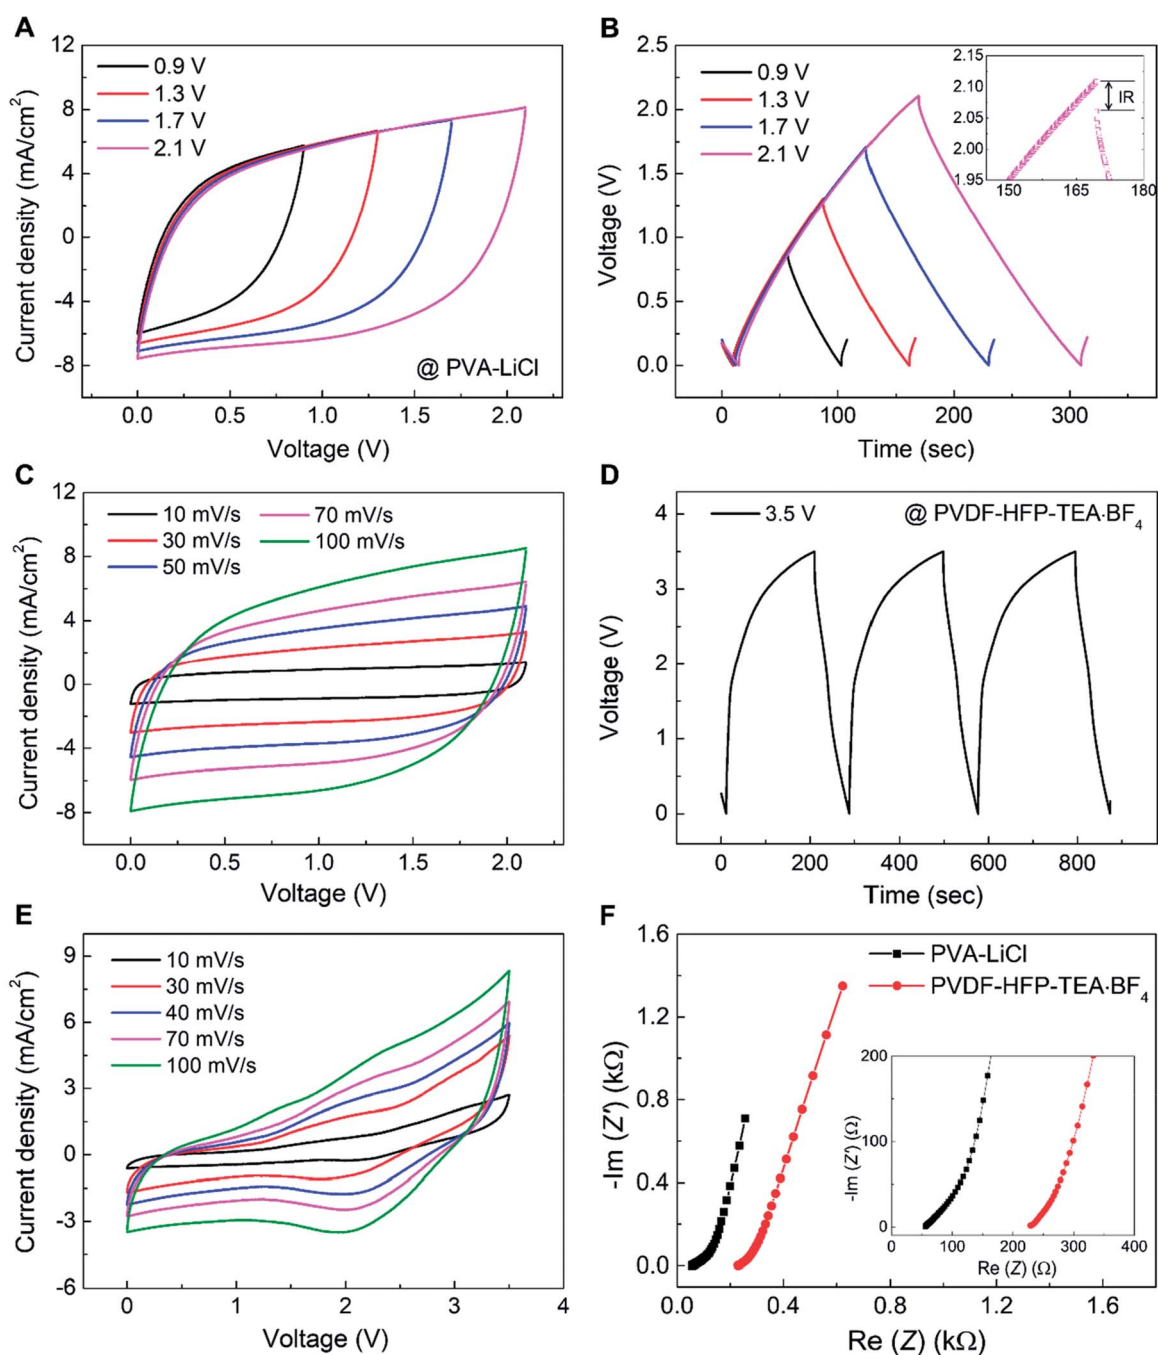 A
12
8
4
0
-4
-8
0.0 0.5 1.0 1.5 2.0
Current density (mA/cm²)
Voltage (V)
0.9 V
1.3 V
1.7 V
2.1 V
@ PVA-LiCl
B
2.5
2.0
1.5
1.0
0.5
0.0
0 100 200 300
Voltage (V)
Time (sec)
0.9 V
1.3 V
1.7 V
2.1 V
2.15
2.10
2.05
2.00
1.95
150 165 180
IR
C
12
8
4
0
-4
-8
0.0 0.5 1.0 1.5 2.0
Current density (mA/cm²)
Voltage (V)
10 mV/s
30 mV/s
50 mV/s
70 mV/s
100 mV/s
D
4
3
2
1
0
0 200 400 600 800
Voltage (V)
Time (sec)
3.5 V
@ PVDF-HFP-TEA·BF₄
E
9
6
3
0
-3
-6
0 1 2 3 4
Current density (mA/cm²)
Voltage (V)
10 mV/s
30 mV/s
40 mV/s
70 mV/s
100 mV/s
F
1.6
1.2
0.8
0.4
0.0
0.0 0.4 0.8 1.2 1.6
-Im (Z′) (kΩ)
Re (Z) (kΩ)
PVA-LiCl
PVDF-HFP-TEA·BF₄
200
100
0
0 100 200 300 400
-Im (Z′) (Ω)
Re (Z) (Ω)